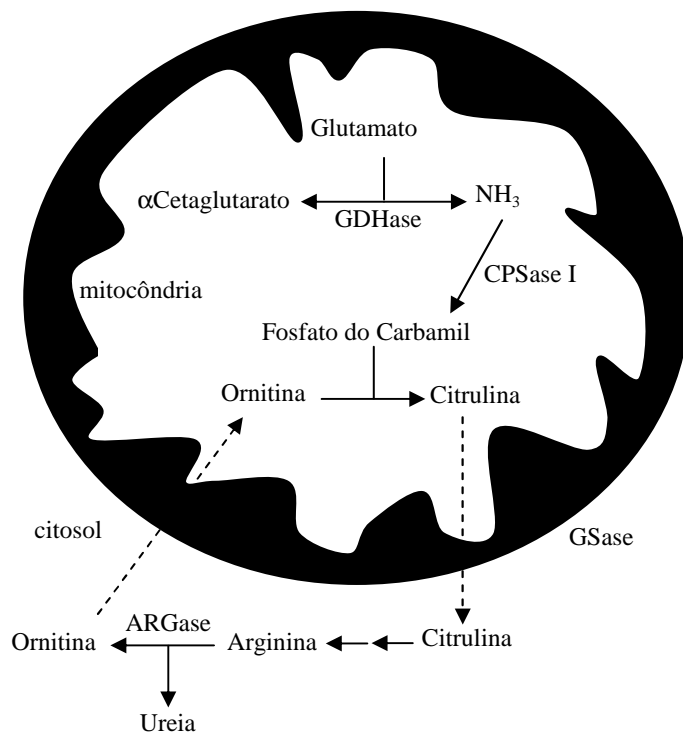 Glutamato
αCetaglutarato
NH₃
GDHase
CPSase I
mitocôndria
Fosfato do Carbamil
Ornitina
Citrulina
citosol
GSase
Ornitina
ARGase
Arginina
Citrulina
Ureia